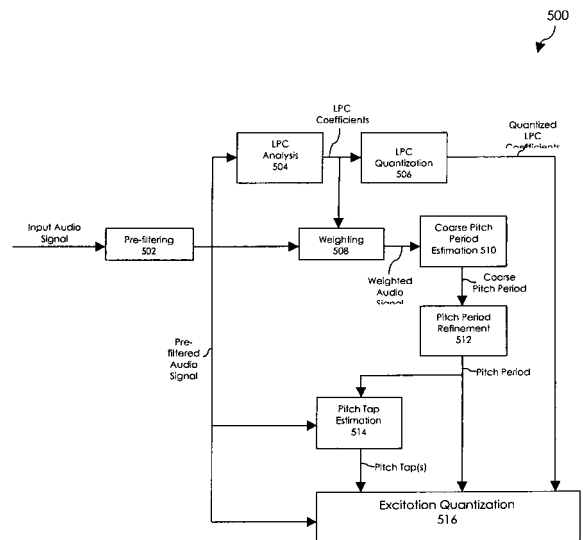 500
LPC
Coefficients
Quantized
LPC
Coefficients
LPC
Analysis
504
LPC
Quantization
506
Input Audio
Signal
Pre-filtering
502
Weighting
508
Coarse Pitch
Period
Estimation 510
Weighted
Audio
Signal
Coarse
Pitch Period
Pitch Period
Refinement
512
Pre-
filtered
Audio
Signal
Pitch Period
Pitch Tap
Estimation
514
Pitch Tap(s)
Excitation Quantization
516